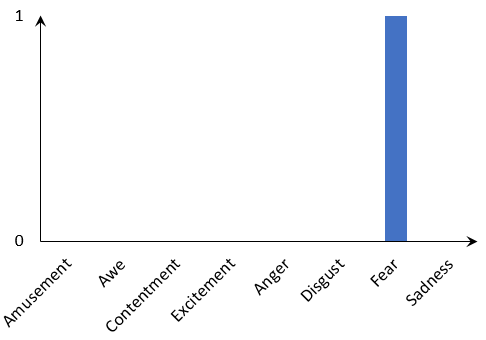 1
0
Amusement
Awe
Contentment
Excitement
Anger
Disgust
Fear
Sadness